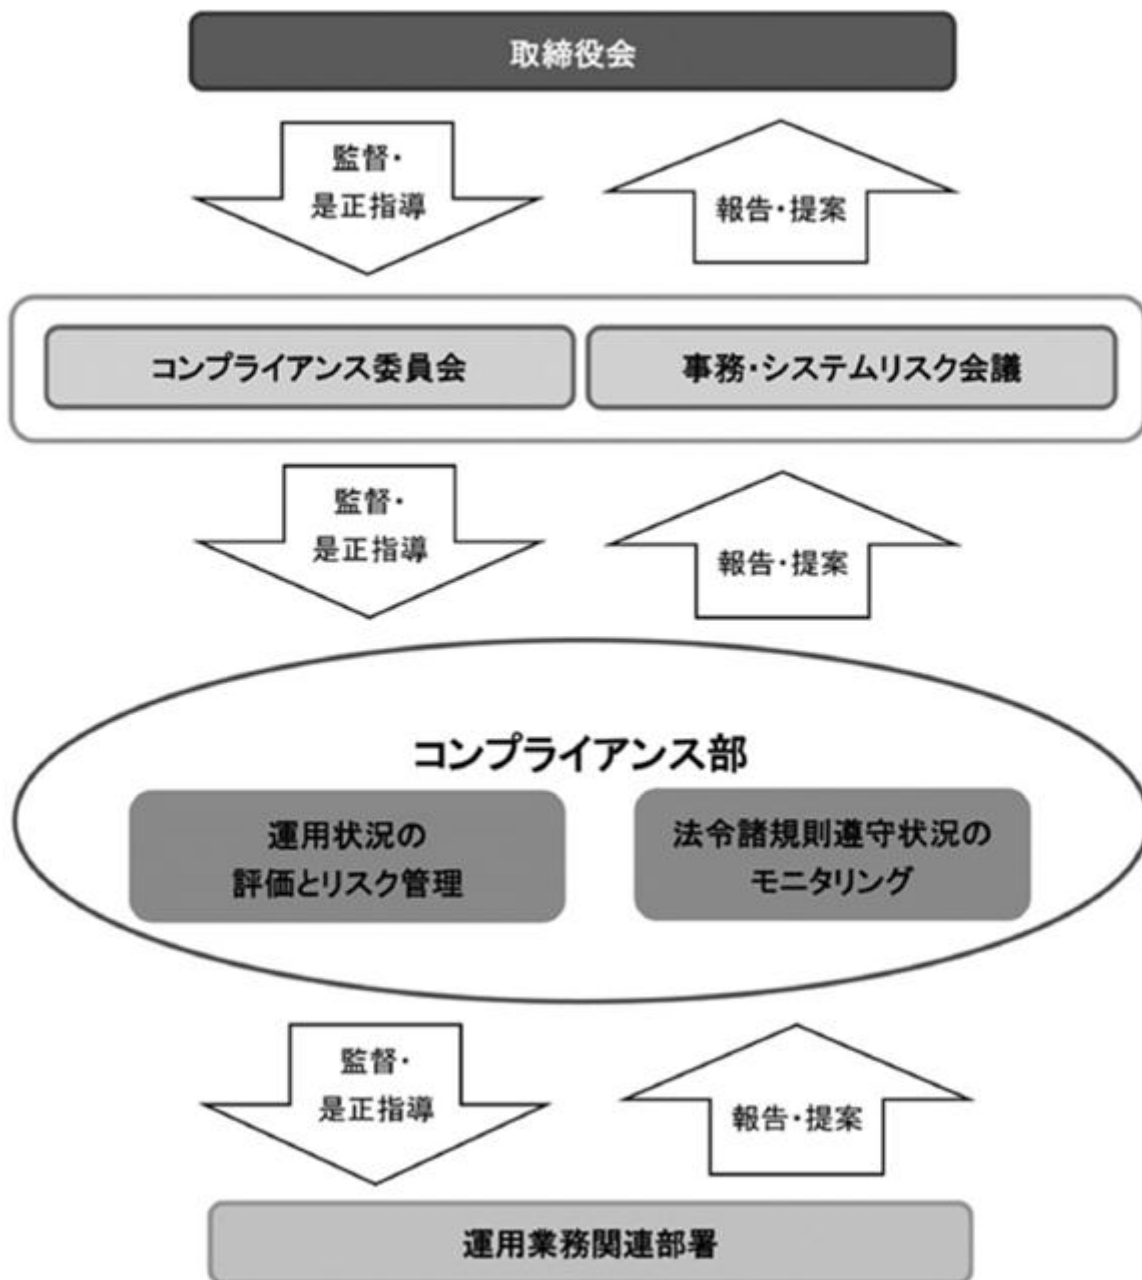 取締役会
監督・
是正指導
報告・提案
コンプライアンス委員会
事務・システムリスク会議
監督・
是正指導
報告・提案
コンプライアンス部
運用状況の
評価とリスク管理
法令諸規則遵守状況の
モニタリング
監督・
是正指導
報告・提案
運用業務関連部署